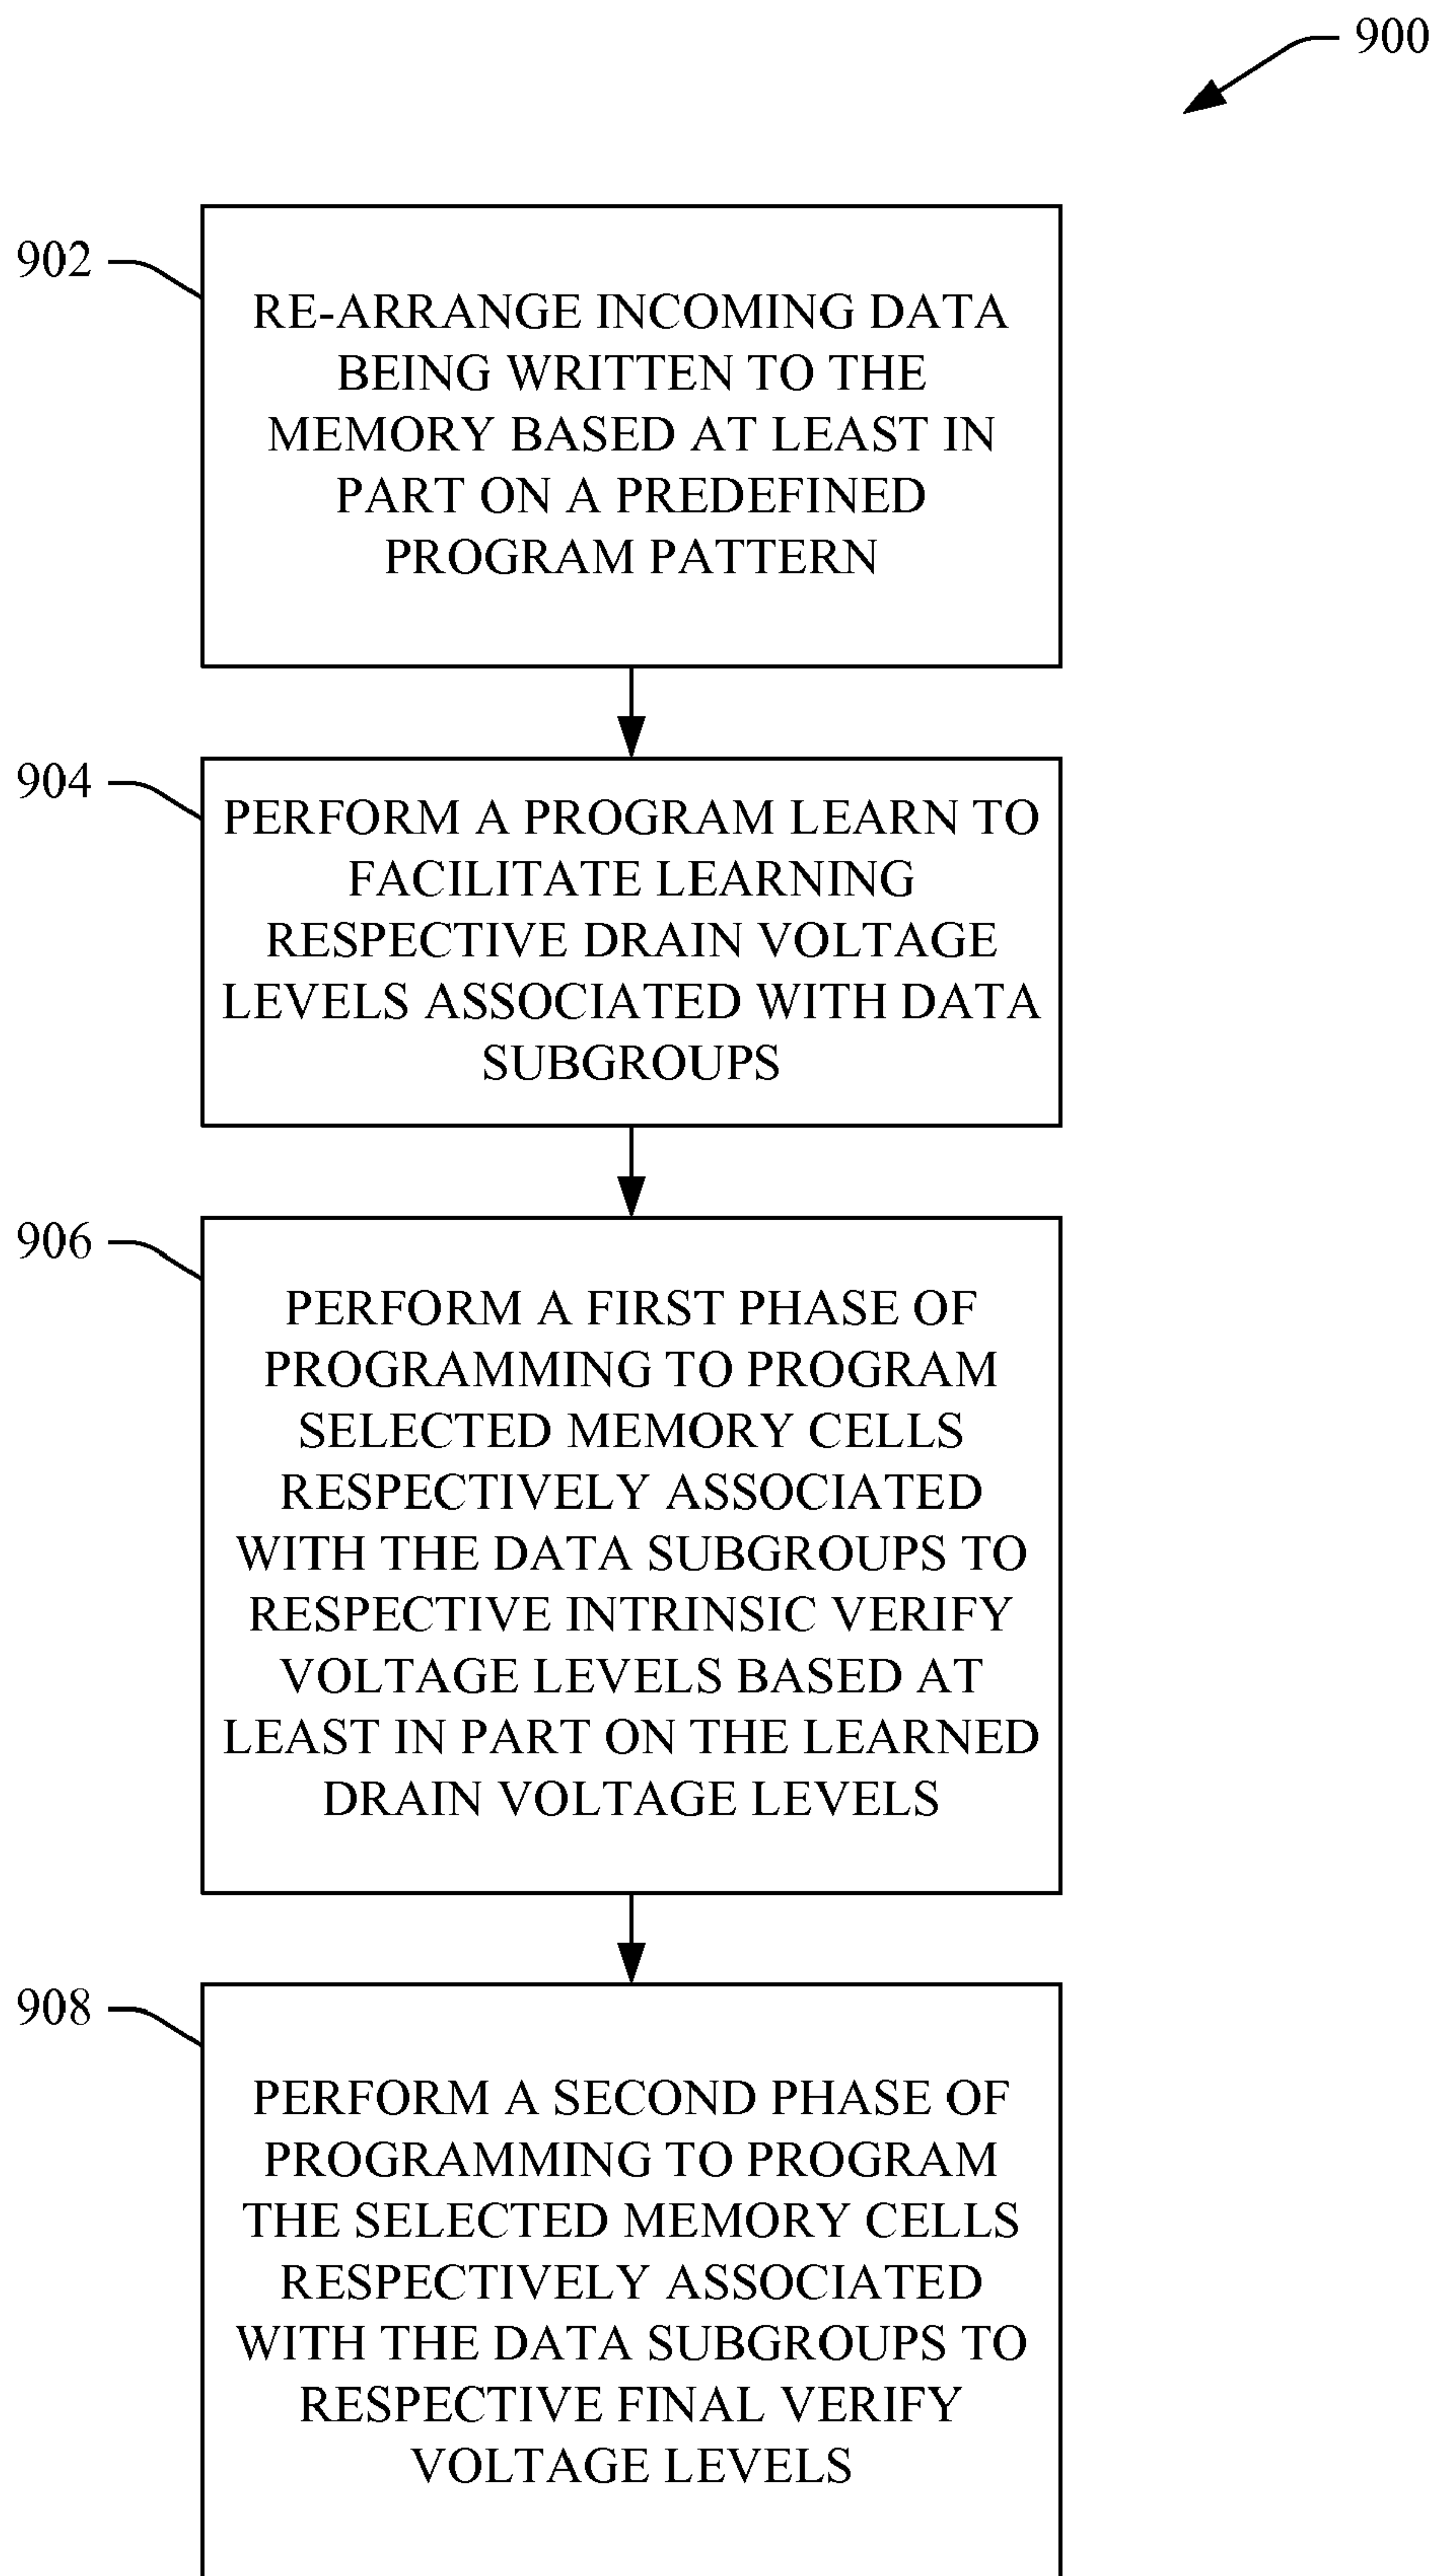 900
902
RE-ARRANGE INCOMING DATA
BEING WRITTEN TO THE
MEMORY BASED AT LEAST IN
PART ON A PREDEFINED
PROGRAM PATTERN
904
PERFORM A PROGRAM LEARN TO
FACILITATE LEARNING
RESPECTIVE DRAIN VOLTAGE
LEVELS ASSOCIATED WITH DATA
SUBGROUPS
906
PERFORM A FIRST PHASE OF
PROGRAMMING TO PROGRAM
SELECTED MEMORY CELLS
RESPECTIVELY ASSOCIATED
WITH THE DATA SUBGROUPS TO
RESPECTIVE INTRINSIC VERIFY
VOLTAGE LEVELS BASED AT
LEAST IN PART ON THE LEARNED
DRAIN VOLTAGE LEVELS
908
PERFORM A SECOND PHASE OF
PROGRAMMING TO PROGRAM
THE SELECTED MEMORY CELLS
RESPECTIVELY ASSOCIATED
WITH THE DATA SUBGROUPS TO
RESPECTIVE FINAL VERIFY
VOLTAGE LEVELS